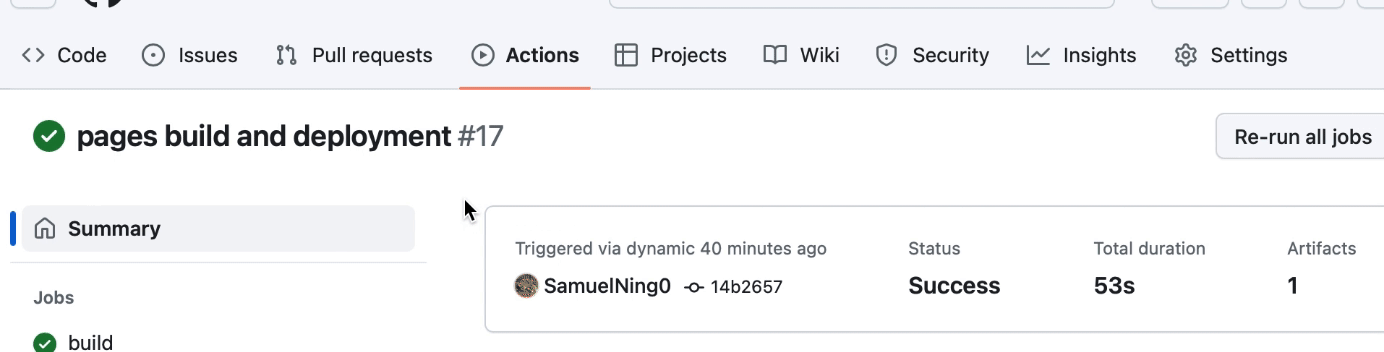 Code Issues Pull requests Actions Projects Wiki Security Insights Settings
pages build and deployment #17
Re-run all jobs
Summary
Triggered via dynamic 40 minutes ago Status Total duration Artifacts
SamuelNing0 14b2657 Success 53s 1
Jobs
build